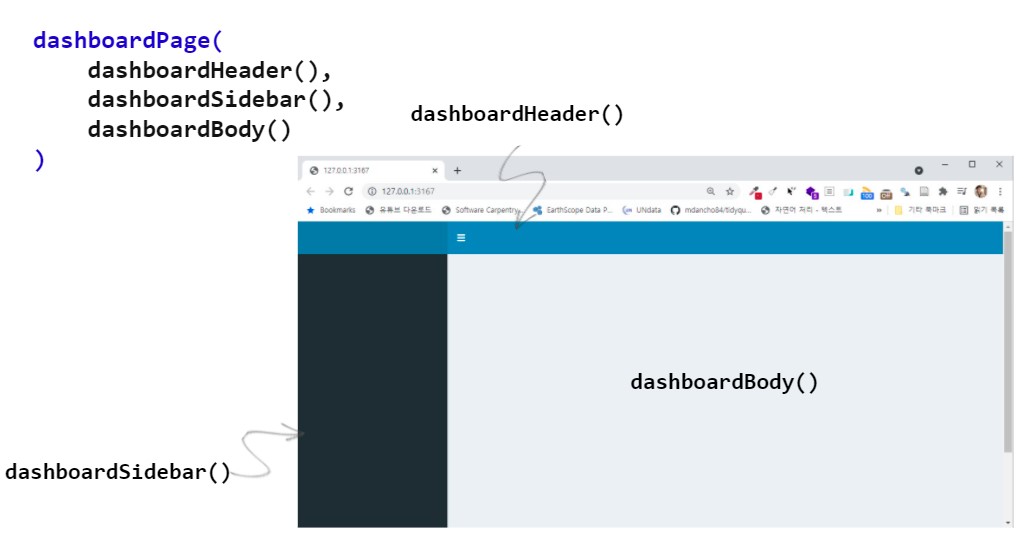 dashboardPage(
dashboardHeader(),
dashboardSidebar(),
dashboardBody()
)
dashboardHeader()
127.0.0.1:3167
127.0.0.1:3167
Bookmarks 유튜브 다운로드 Software Carpentry EarthScope Data P... UNdata mdancho84/tidyqu... 자연어 처리 - 텍스트 » 기타 북마크 읽기 목록
dashboardBody()
dashboardSidebar()